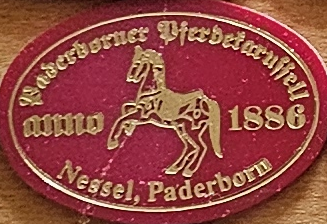 Paderborner Pferdekarussell
anno 1886
Nessel, Paderborn